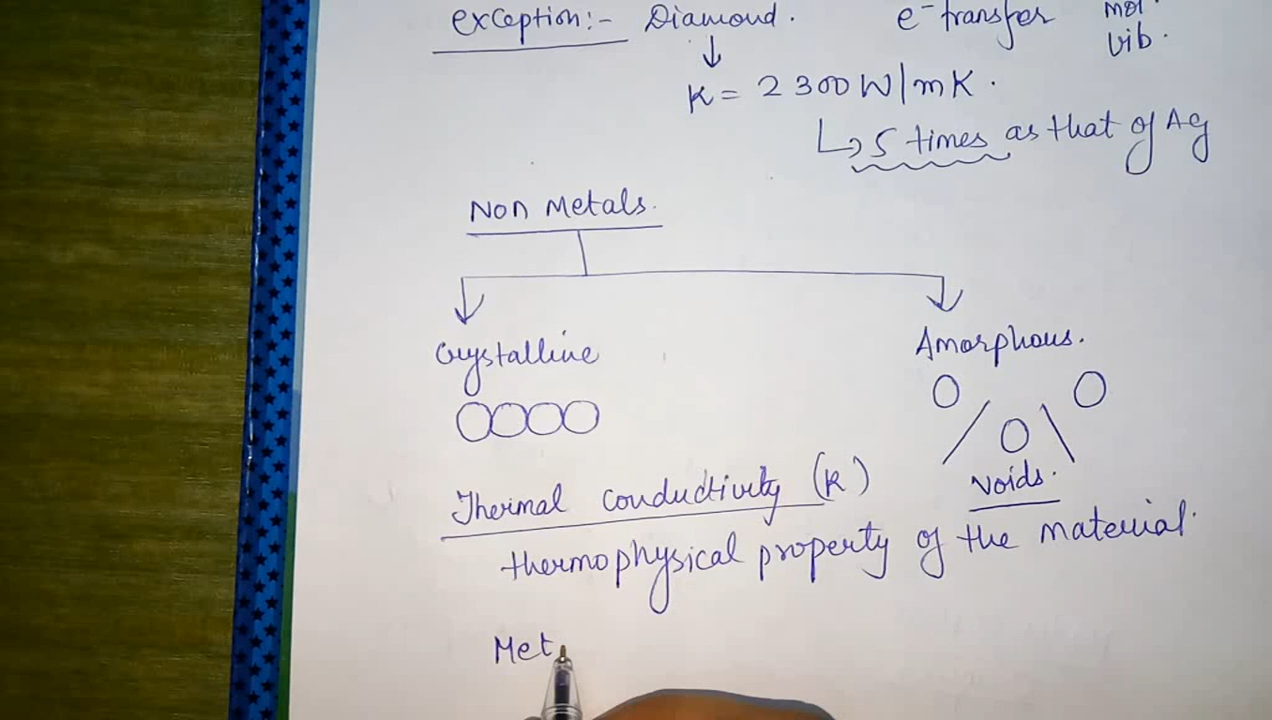 exception:- Diamond. e- transfer mol.
vib.
K = 2300 W/mK.
5 times as that of Ag
Non Metals.
Crystalline
Amorphous.
Voids.
Thermal conductivity (K)
thermophysical property of the material.
Met